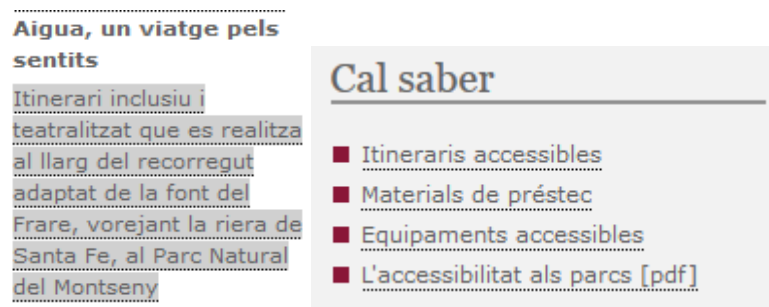 Aigua, un viatge pels
sentits
Itinerari inclusiu i
teatralitzat que es realitza
al llarg del recorregut
adaptat de la font del
Frare, vorejant la riera de
Santa Fe, al Parc Natural
del Montseny
Cal saber
Itineraris accessibles
Materials de préstec
Equipaments accessibles
L'accessibilitat als parcs [pdf]